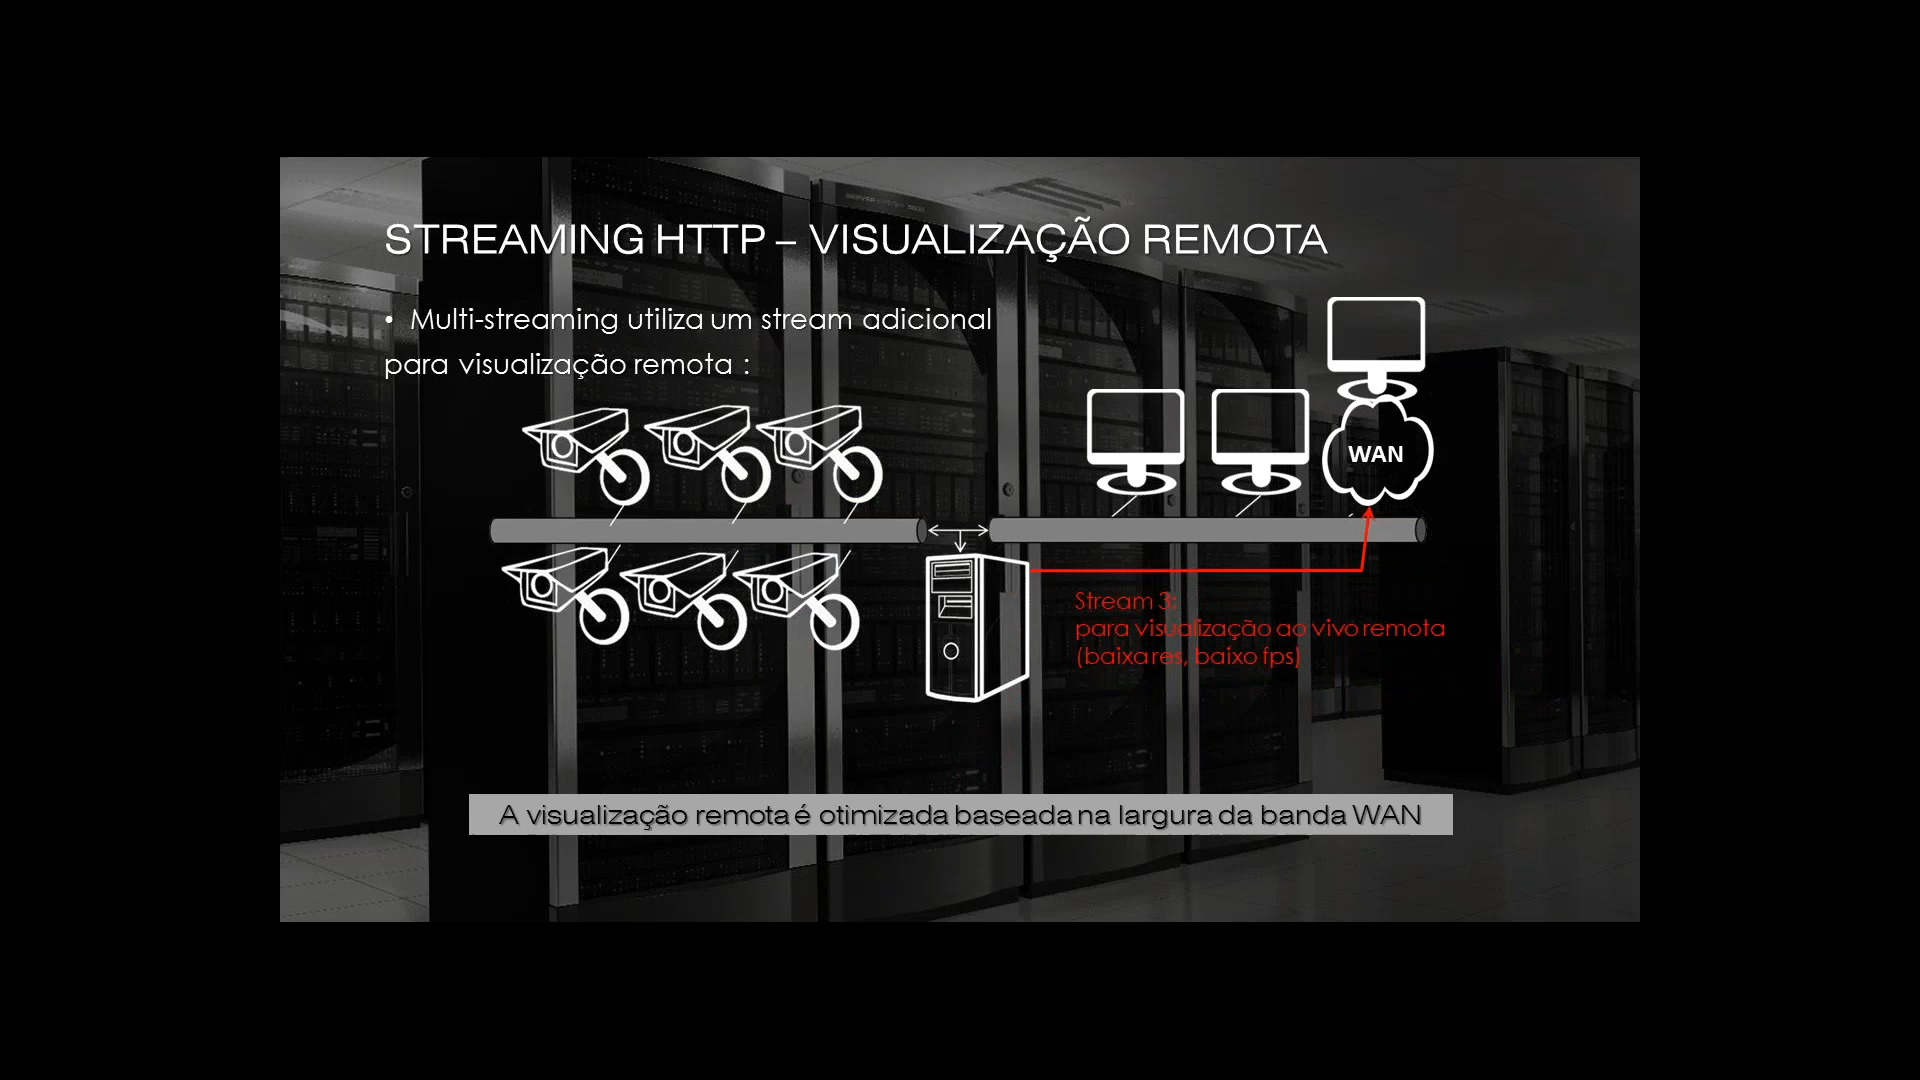 STREAMING HTTP – VISUALIZAÇÃO REMOTA
• Multi-streaming utiliza um stream adicional
para visualização remota :
WAN
Stream 3:
para visualização ao vivo remota
(baixa res, baixo fps)
A visualização remota é otimizada baseada na largura da banda WAN